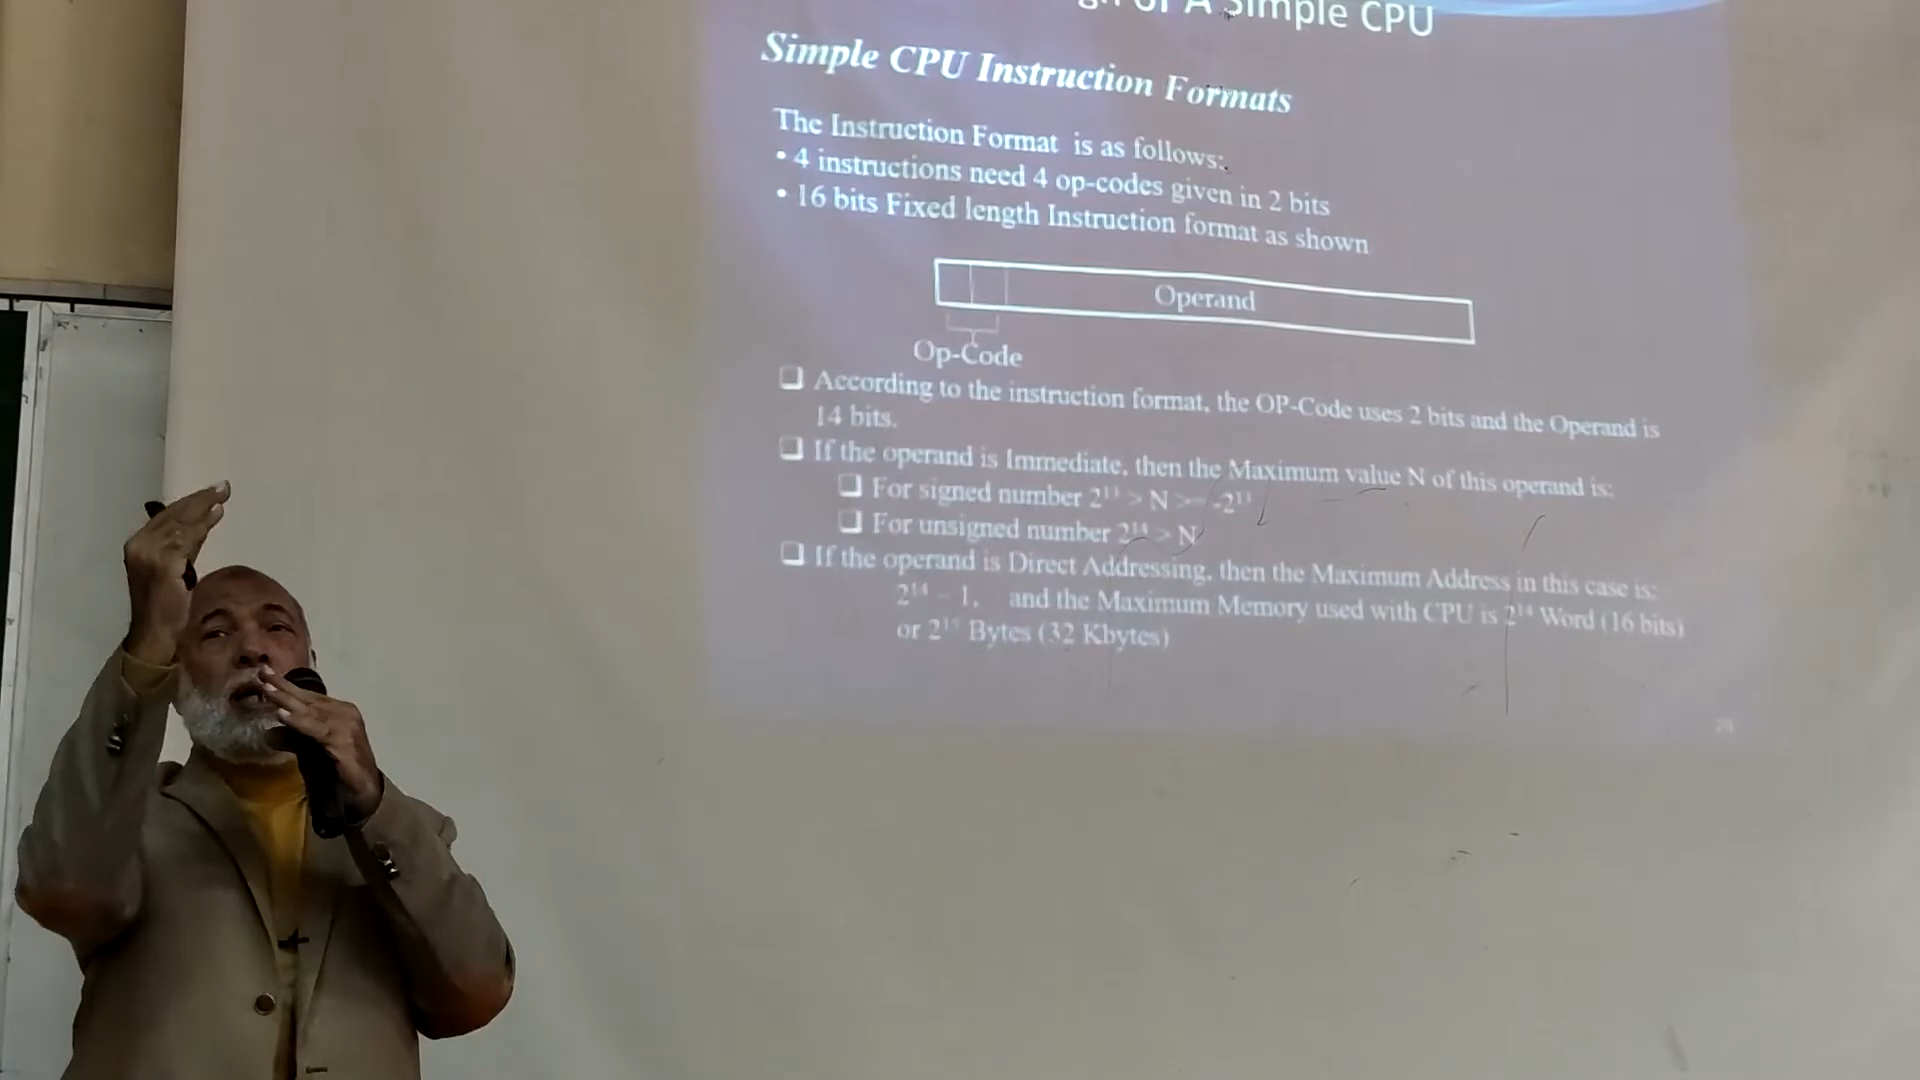 of A Simple CPU
Simple CPU Instruction Formats
The Instruction Format is as follows:
• 4 instructions need 4 op-codes given in 2 bits
• 16 bits Fixed length Instruction format as shown
Operand
Op-Code
❑ According to the instruction format, the OP-Code uses 2 bits and the Operand is
14 bits.
❑ If the operand is Immediate, then the Maximum value N of this operand is:
❑ For signed number 2¹³ > N >= -2¹³
❑ For unsigned number 2¹⁴ > N
❑ If the operand is Direct Addressing, then the Maximum Address in this case is:
2¹⁴ - 1, and the Maximum Memory used with CPU is 2¹⁴ Word (16 bits)
or 2¹⁵ Bytes (32 Kbytes)